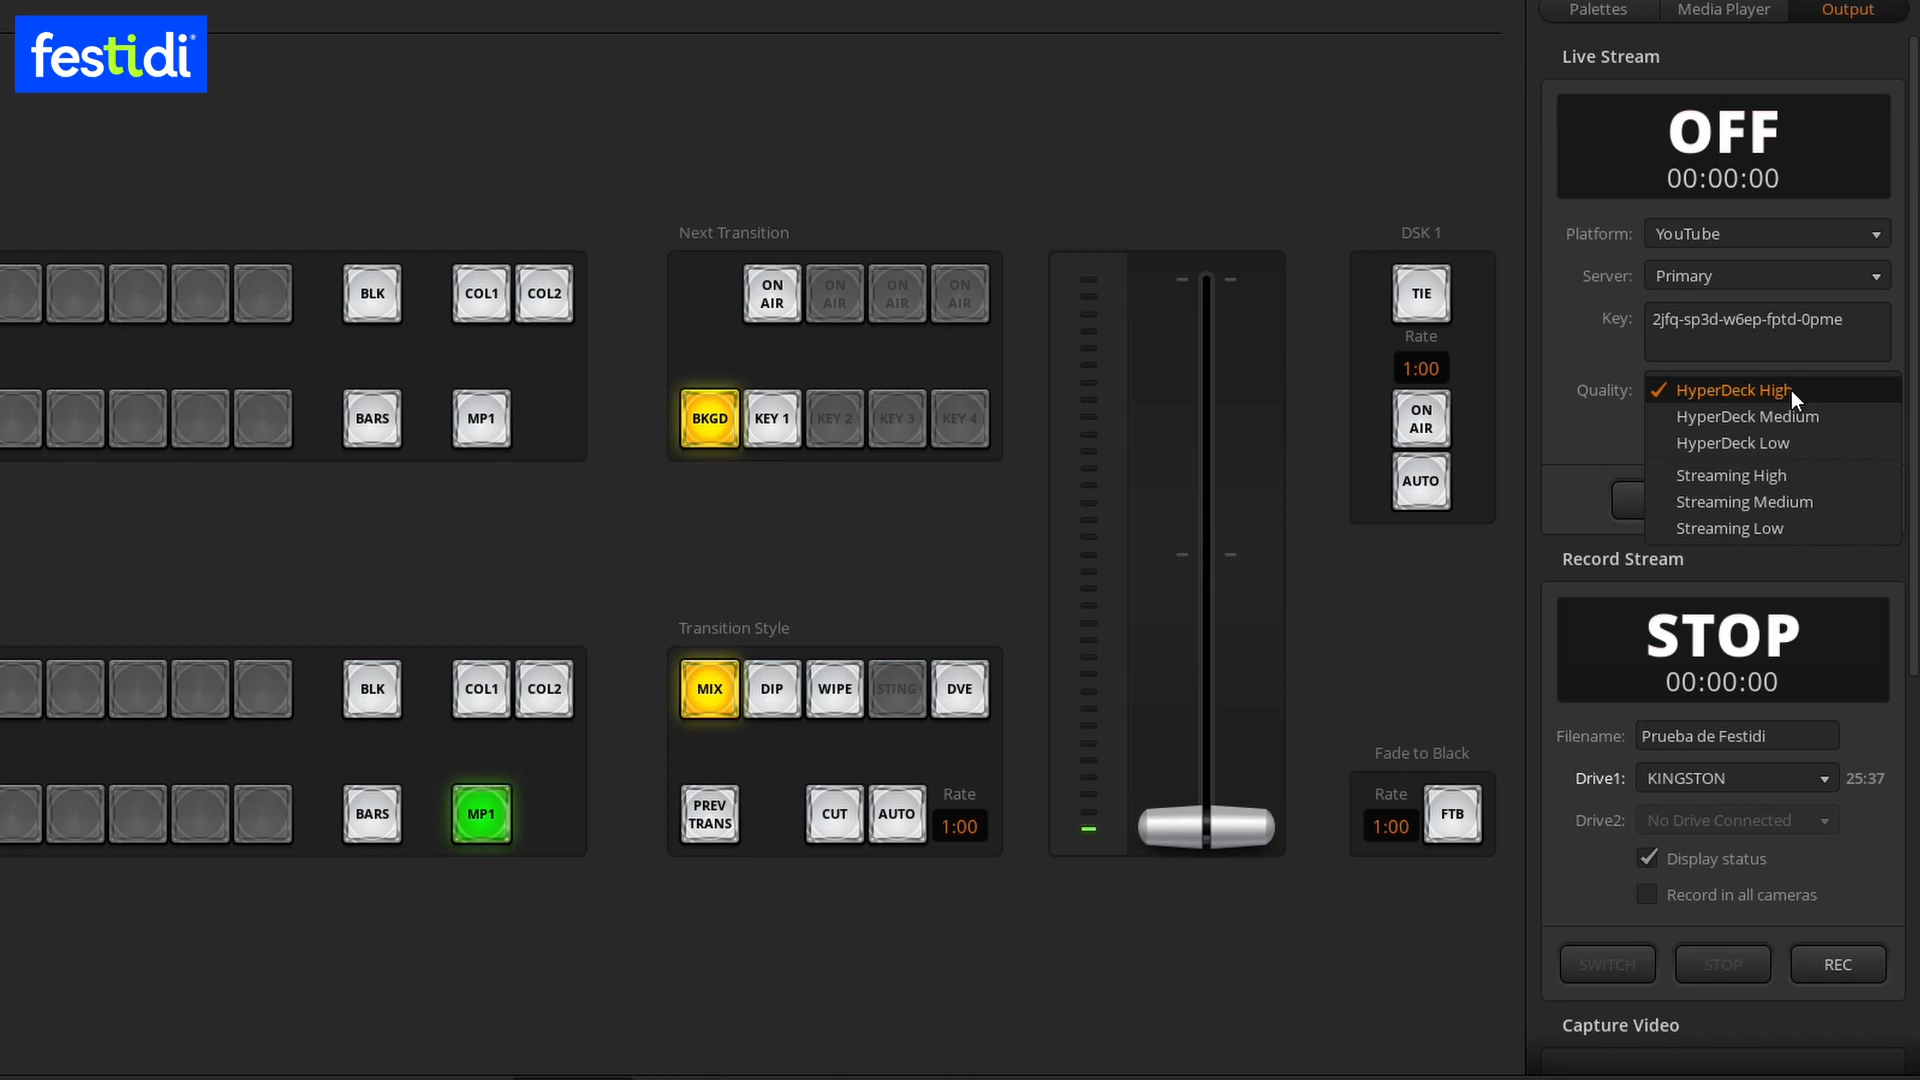 festidi
Palettes
Media Player
Output
Live Stream
OFF
00:00:00
Platform:
YouTube
Server:
Primary
Key:
2jfq-sp3d-w6ep-fptd-0pme
Quality:
HyperDeck High
HyperDeck Medium
HyperDeck Low
Streaming High
Streaming Medium
Streaming Low
Next Transition
DSK 1
BLK
COL1
COL2
ON AIR
ON AIR
ON AIR
ON AIR
TIE
Rate
1:00
BARS
MP1
BKGD
KEY 1
KEY 2
KEY 3
KEY 4
ON AIR
AUTO
Record Stream
STOP
00:00:00
Filename:
Prueba de Festidi
Drive1:
KINGSTON
25:37
Drive2:
No Drive Connected
Display status
Record in all cameras
SWITCH
STOP
REC
Capture Video
Transition Style
BLK
COL1
COL2
MIX
DIP
WIPE
STING
DVE
Fade to Black
BARS
MP1
PREV TRANS
CUT
AUTO
Rate
1:00
Rate
1:00
FTB